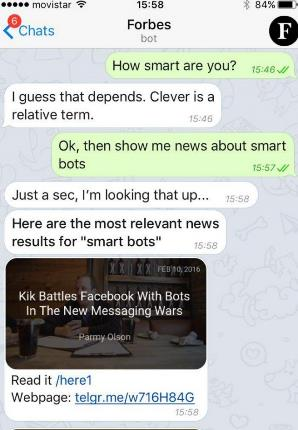 movistar 15:58 84%
6
Chats
Forbes
bot
F
How smart are you? 15:46
I guess that depends. Clever is a
relative term. 15:46
Ok, then show me news about smart
bots 15:57
Just a sec, I'm looking that up... 15:58
Here are the most relevant news
results for "smart bots" 15:58
FEB 10, 2016
Kik Battles Facebook With Bots
In The New Messaging Wars
Parmy Olson
Read it /here1
Webpage: telgr.me/w716H84G
15:58